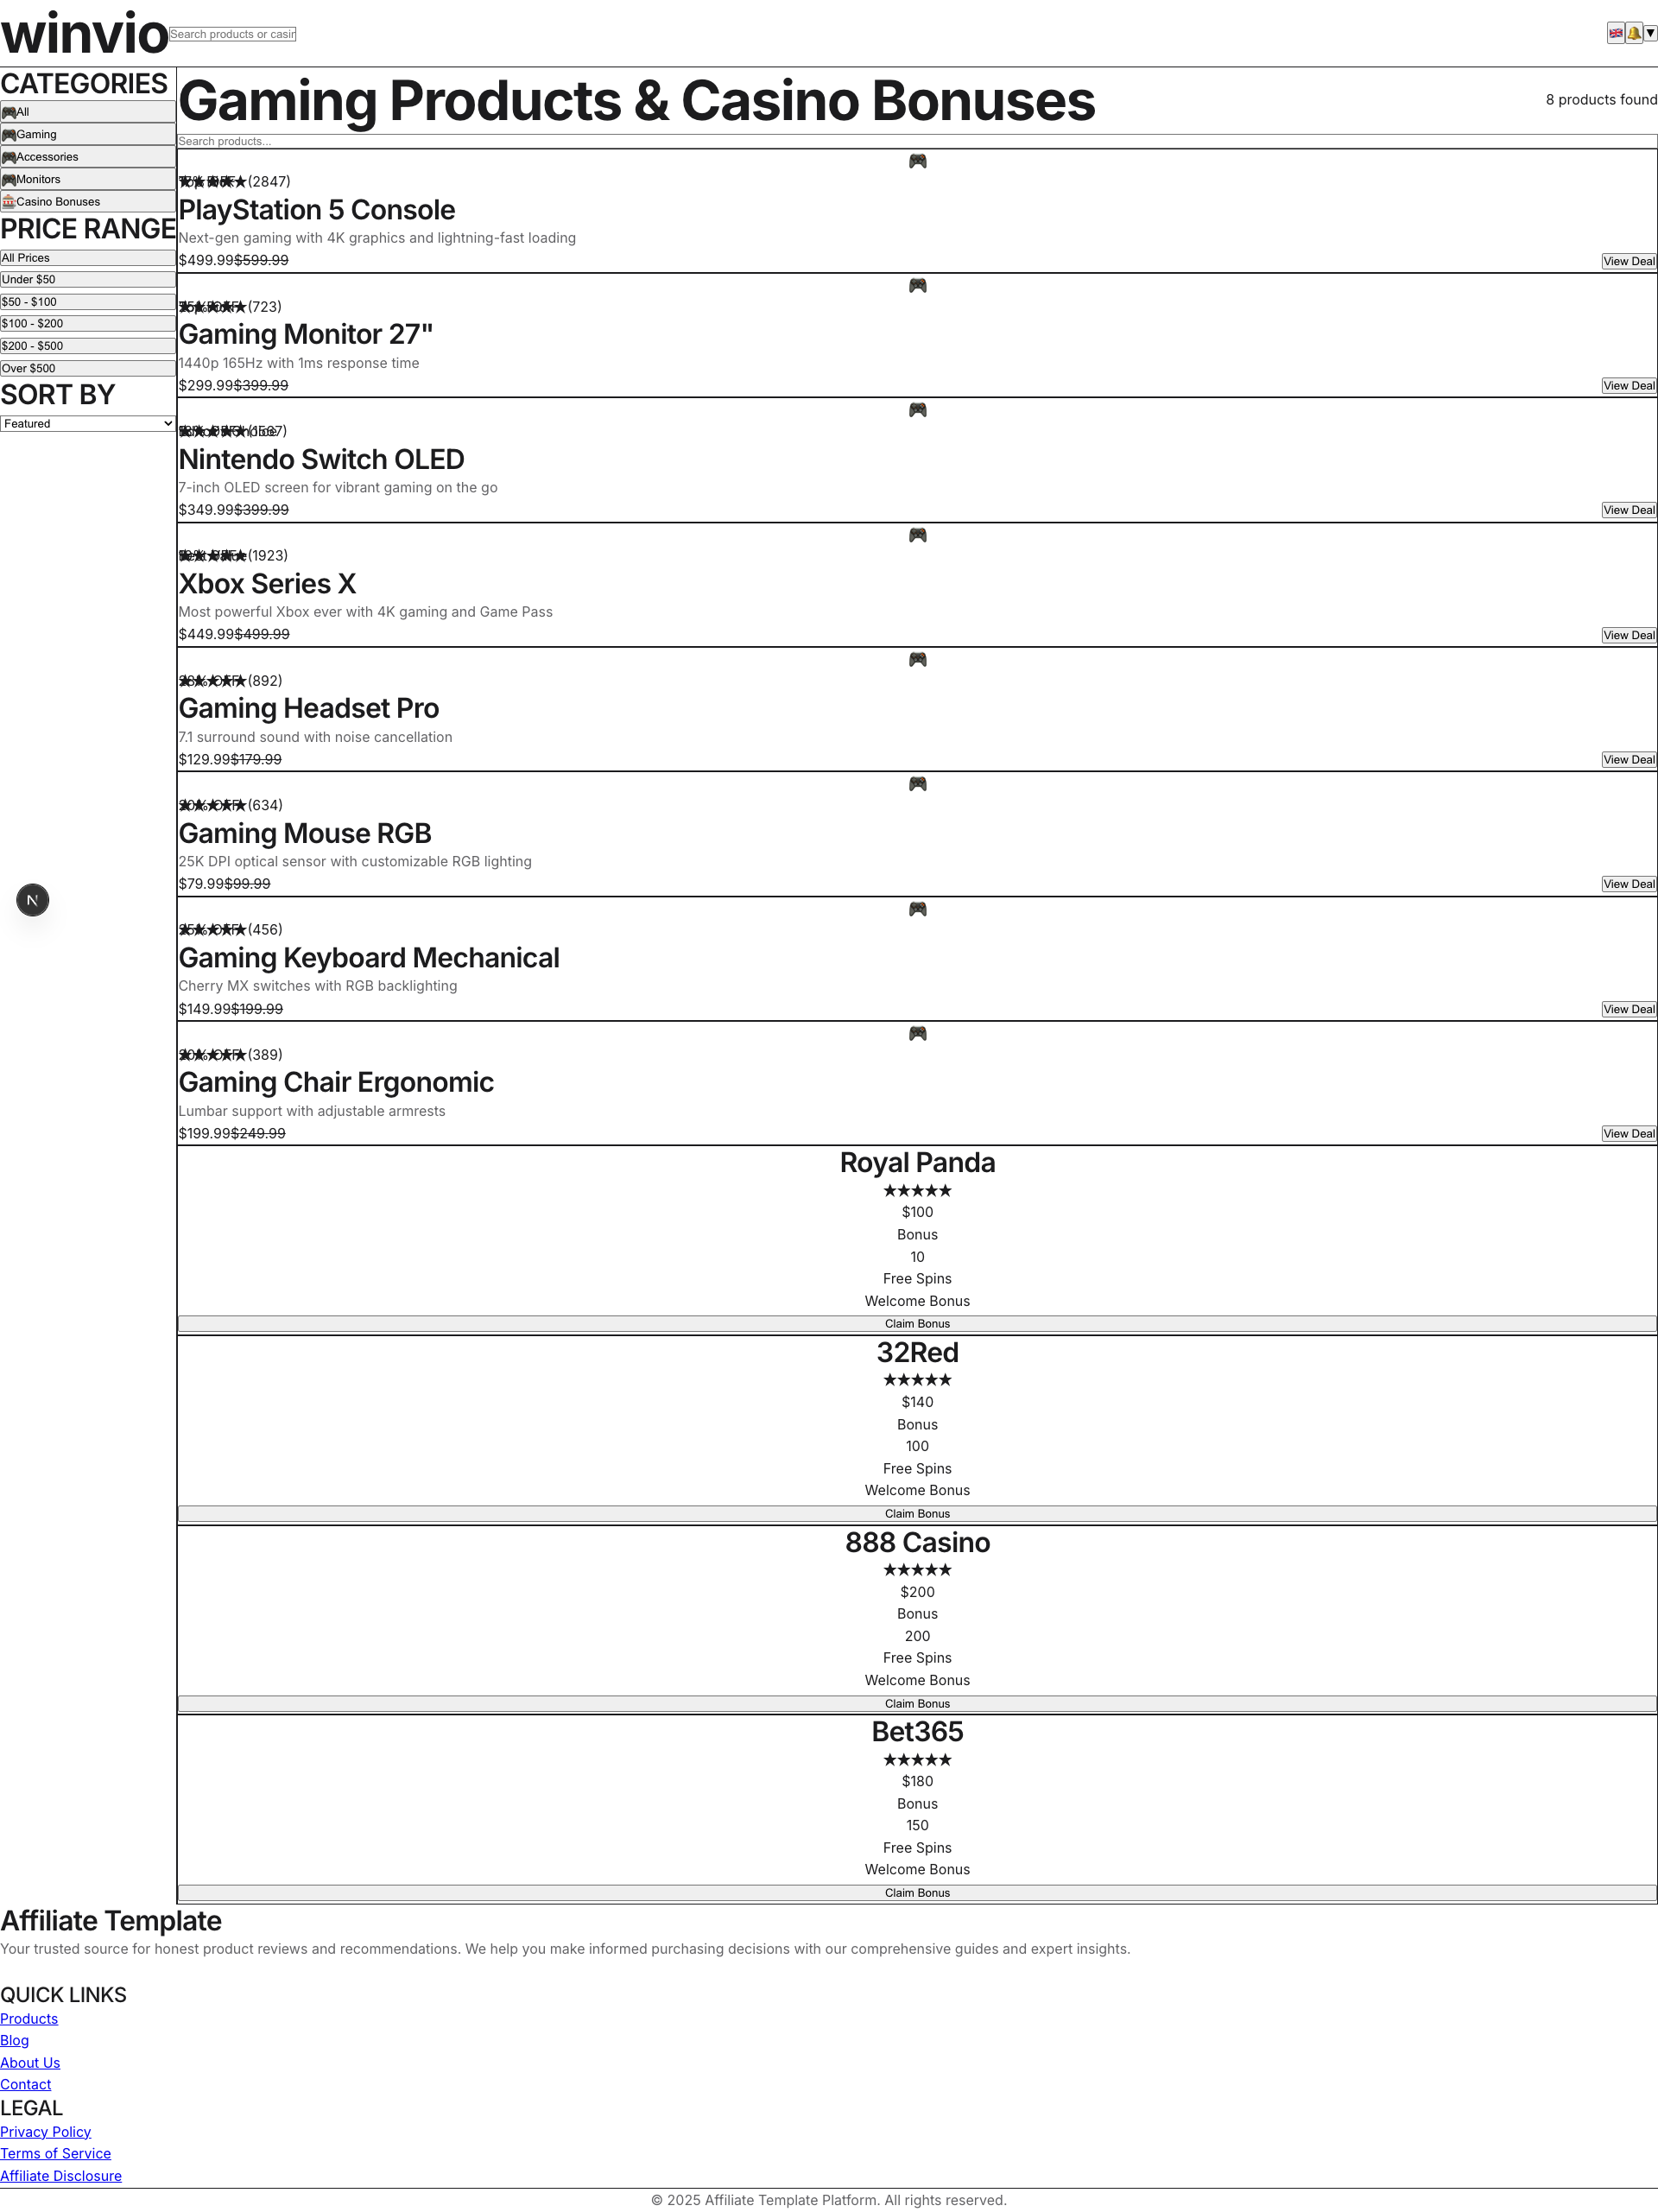 winvio
Search products or casir
▼
CATEGORIES
All
Gaming
Accessories
Monitors
Casino Bonuses
PRICE RANGE
All Prices
Under $50
$50 - $100
$100 - $200
$200 - $500
Over $500
SORT BY
Featured
N
Gaming Products & Casino Bonuses
8 products found
Search products...
★★★★★(2847)
PlayStation 5 Console
Next-gen gaming with 4K graphics and lightning-fast loading
$499.99$599.99
View Deal
★★★★★(723)
Gaming Monitor 27"
1440p 165Hz with 1ms response time
$299.99$399.99
View Deal
★★★★★(1567)
Nintendo Switch OLED
7-inch OLED screen for vibrant gaming on the go
$349.99$399.99
View Deal
★★★★★(1923)
Xbox Series X
Most powerful Xbox ever with 4K gaming and Game Pass
$449.99$499.99
View Deal
★★★★★(892)
Gaming Headset Pro
7.1 surround sound with noise cancellation
$129.99$179.99
View Deal
★★★★★(634)
Gaming Mouse RGB
25K DPI optical sensor with customizable RGB lighting
$79.99$99.99
View Deal
★★★★★(456)
Gaming Keyboard Mechanical
Cherry MX switches with RGB backlighting
$149.99$199.99
View Deal
★★★★★(389)
Gaming Chair Ergonomic
Lumbar support with adjustable armrests
$199.99$249.99
View Deal
Royal Panda
★★★★★
$100
Bonus
10
Free Spins
Welcome Bonus
Claim Bonus
32Red
★★★★★
$140
Bonus
100
Free Spins
Welcome Bonus
Claim Bonus
888 Casino
★★★★★
$200
Bonus
200
Free Spins
Welcome Bonus
Claim Bonus
Bet365
★★★★★
$180
Bonus
150
Free Spins
Welcome Bonus
Claim Bonus
Affiliate Template
Your trusted source for honest product reviews and recommendations. We help you make informed purchasing decisions with our comprehensive guides and expert insights.
QUICK LINKS
Products
Blog
About Us
Contact
LEGAL
Privacy Policy
Terms of Service
Affiliate Disclosure
© 2025 Affiliate Template Platform. All rights reserved.